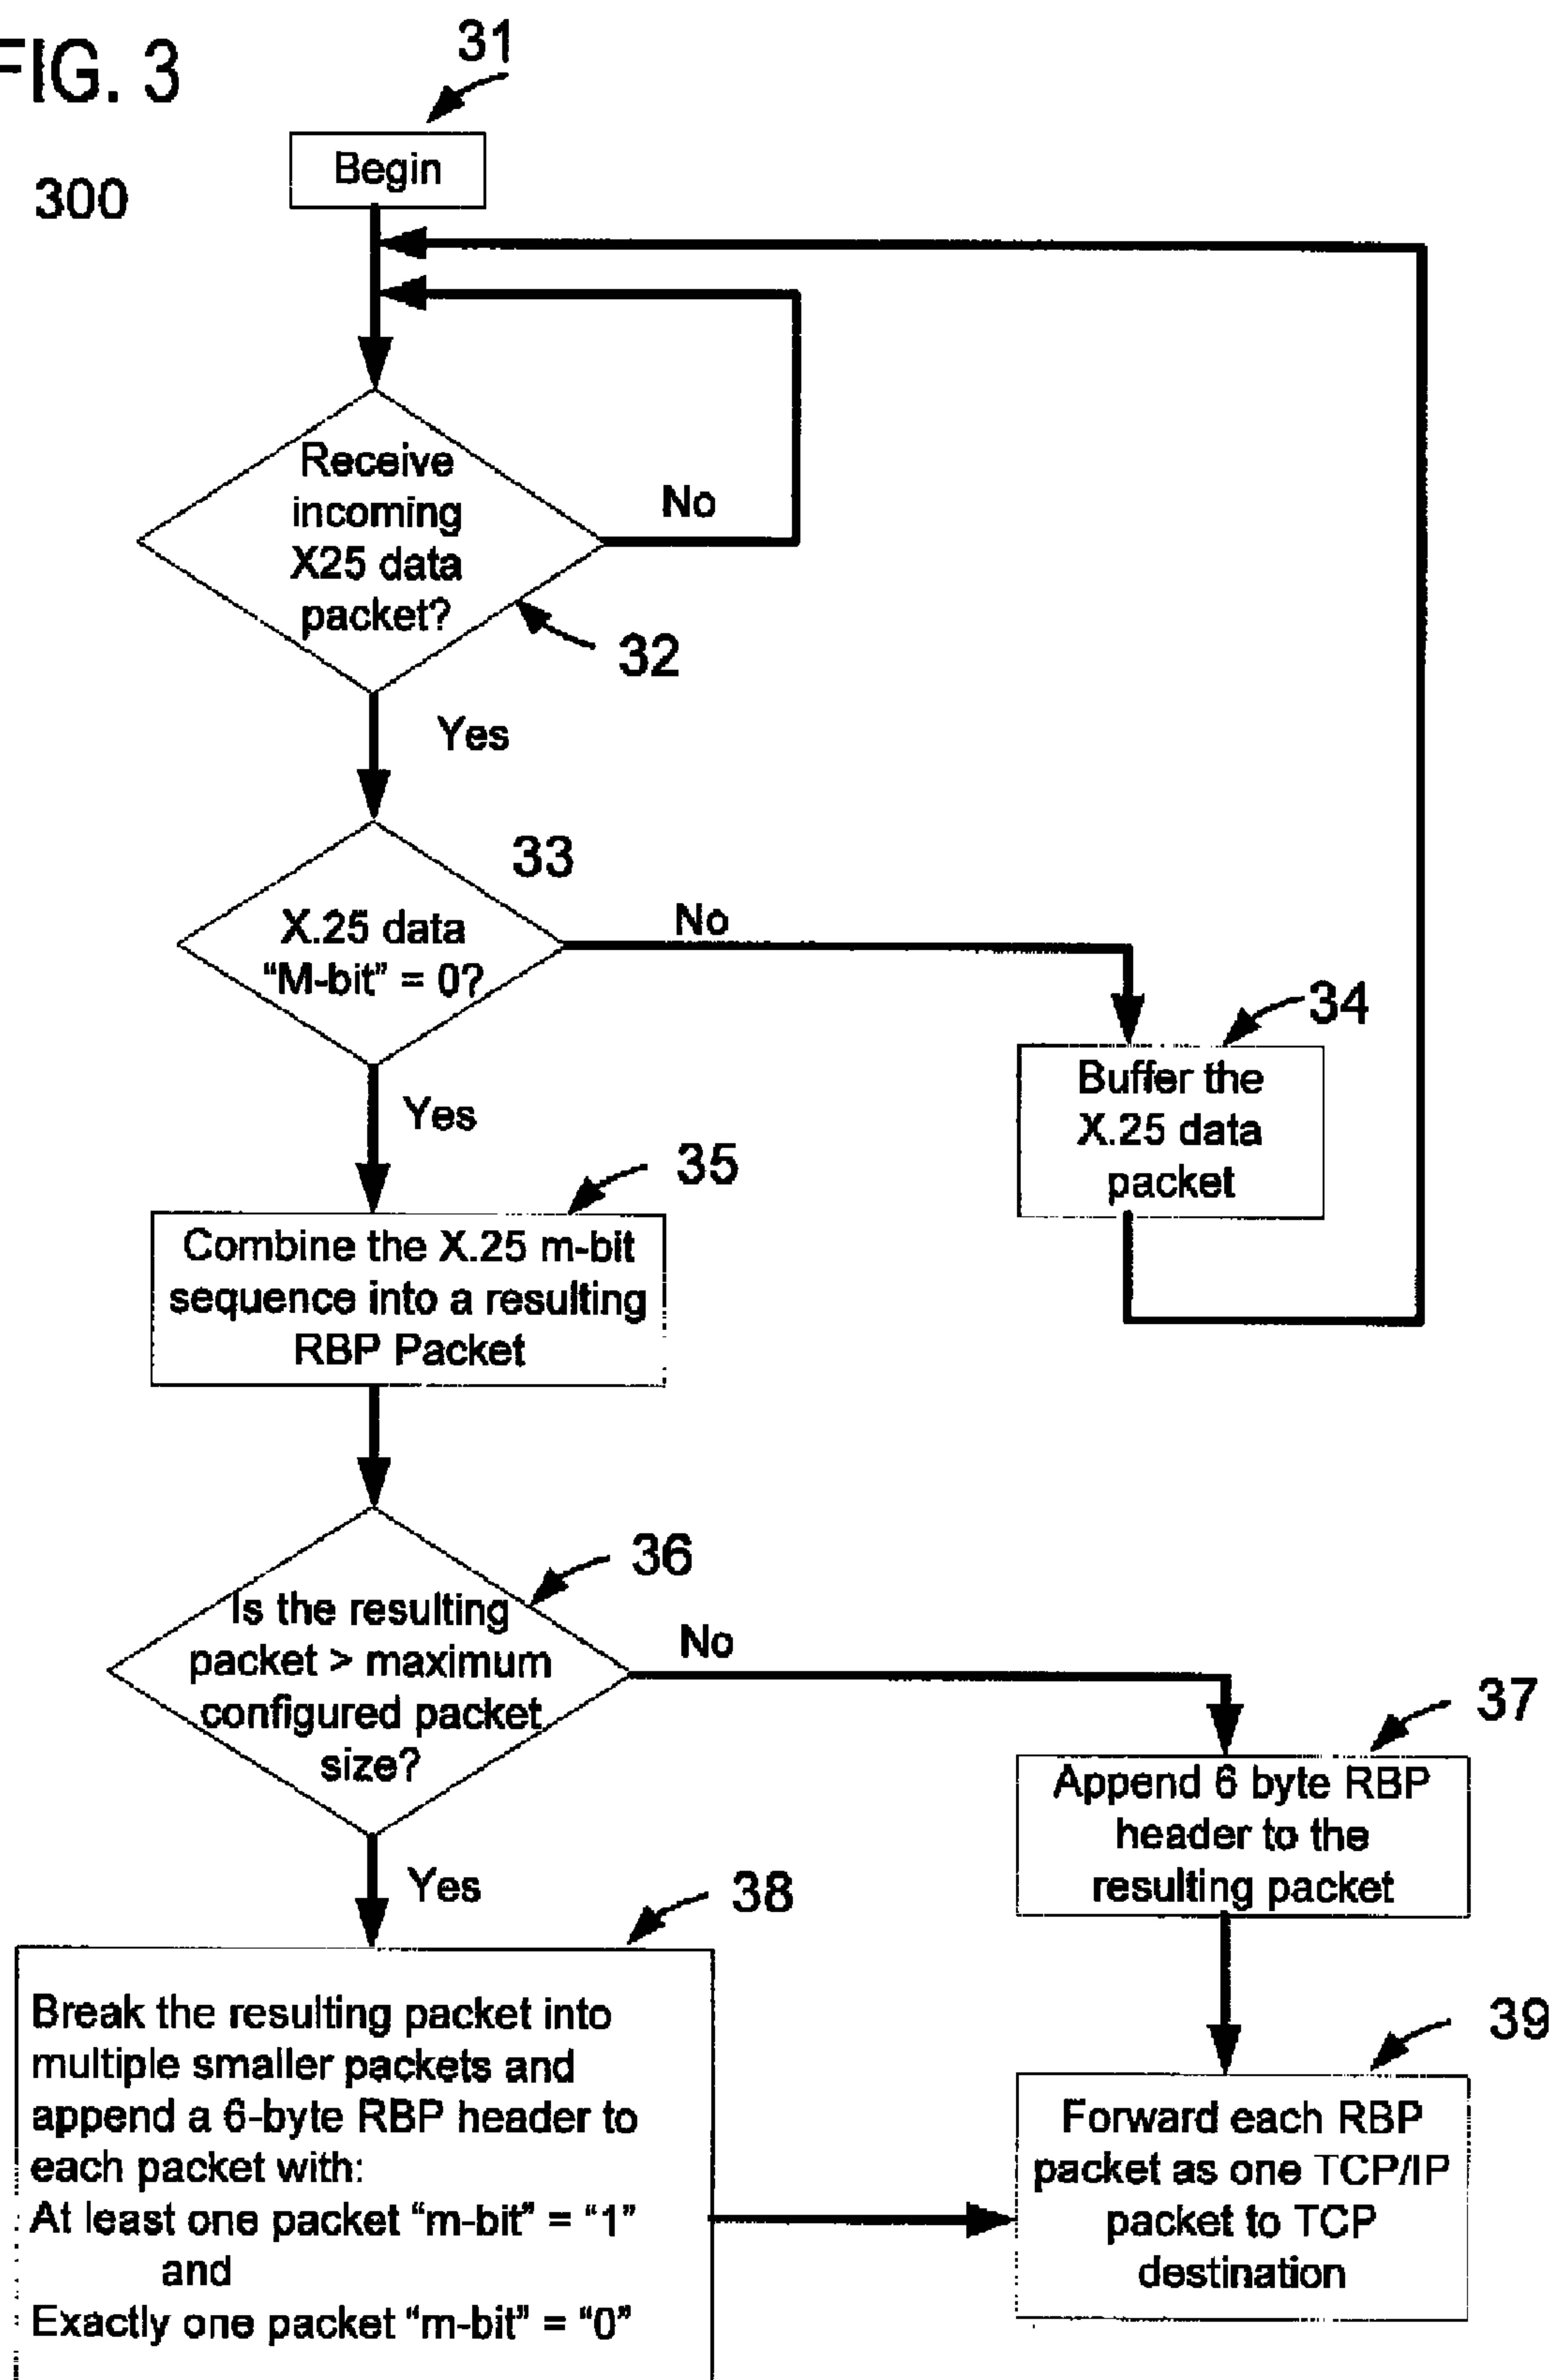 FIG. 3
300
31
Begin
Receive
incoming
X25 data
packet?
No
32
Yes
33
X.25 data
“M-bit” = 0?
No
34
Buffer the
X.25 data
packet
Yes
35
Combine the X.25 m-bit
sequence into a resulting
RBP Packet
36
Is the resulting
packet > maximum
configured packet
size?
No
37
Append 6 byte RBP
header to the
resulting packet
Yes
38
Break the resulting packet into
multiple smaller packets and
append a 6-byte RBP header to
each packet with:
At least one packet “m-bit” = “1”
and
Exactly one packet “m-bit” = “0”
39
Forward each RBP
packet as one TCP/IP
packet to TCP
destination